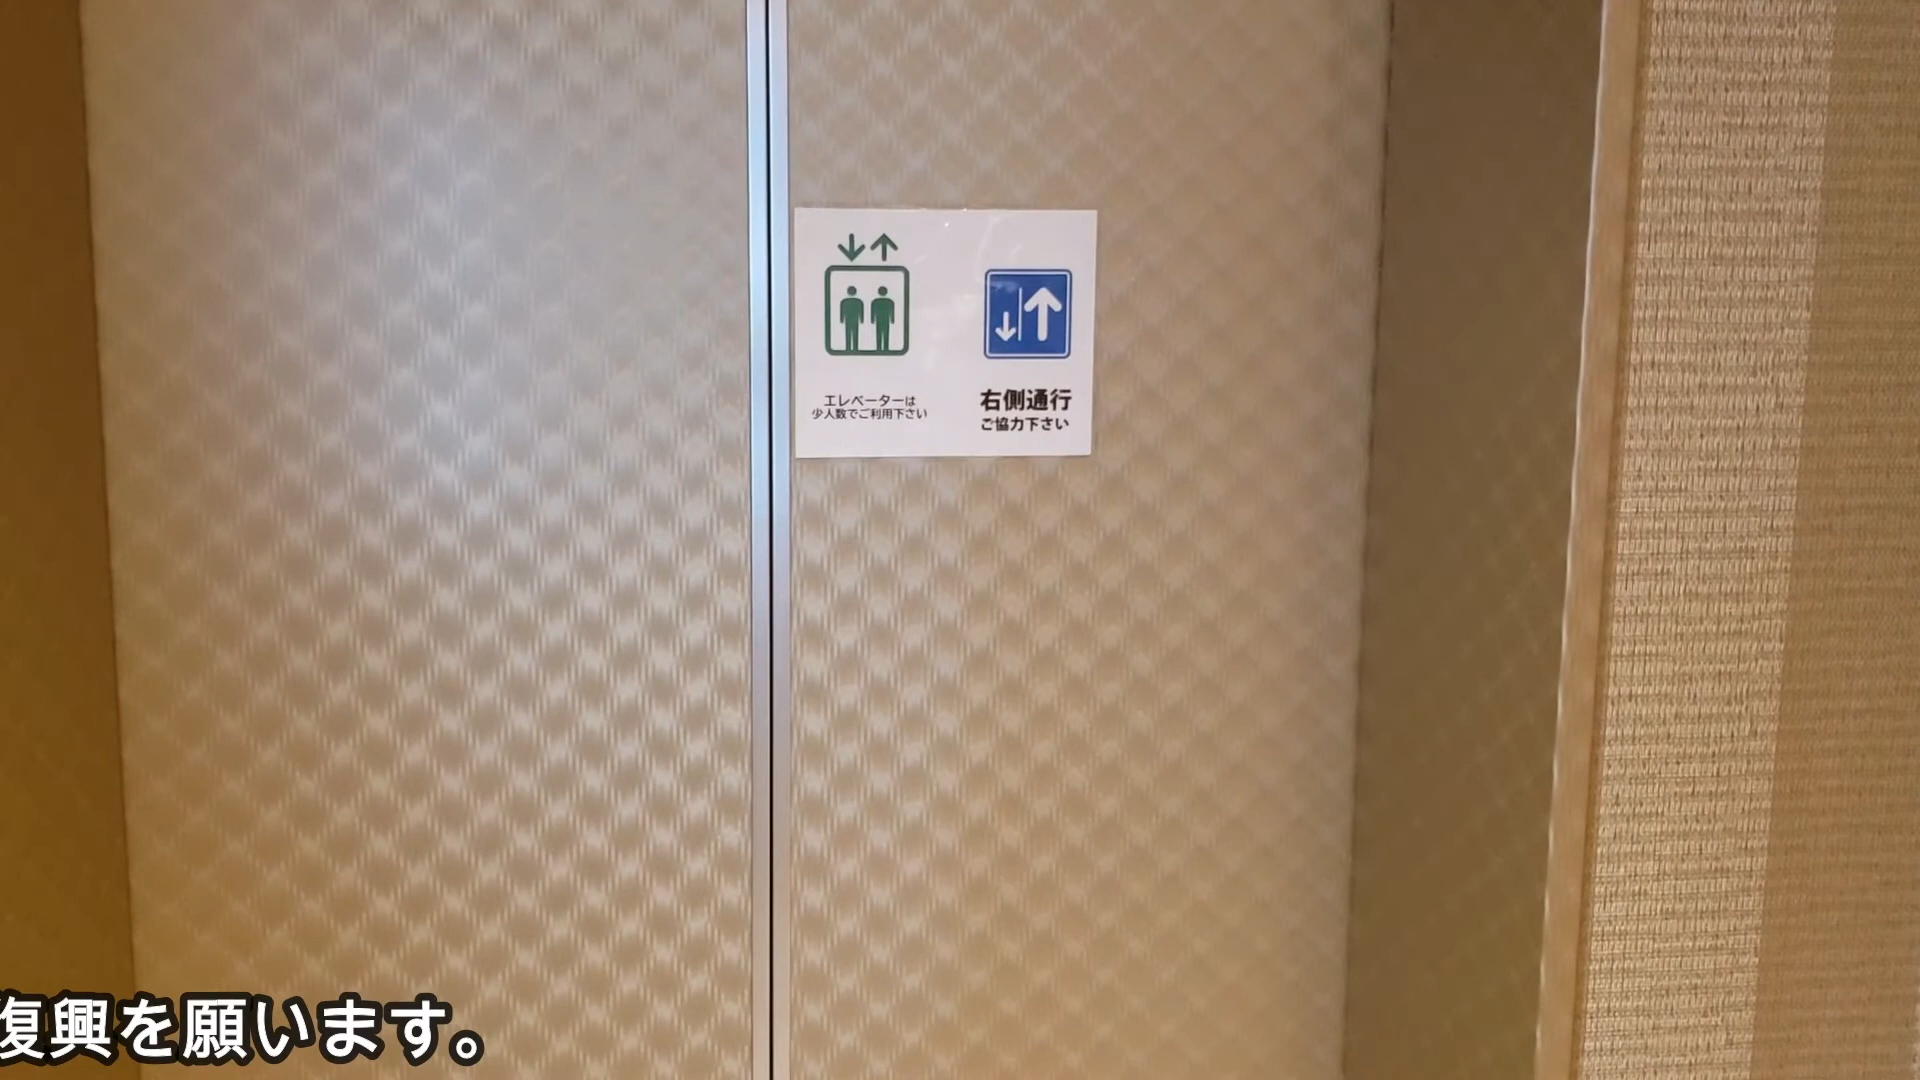 エレベーターは
少人数でご利用下さい
右側通行
ご協力下さい
復興を願います。